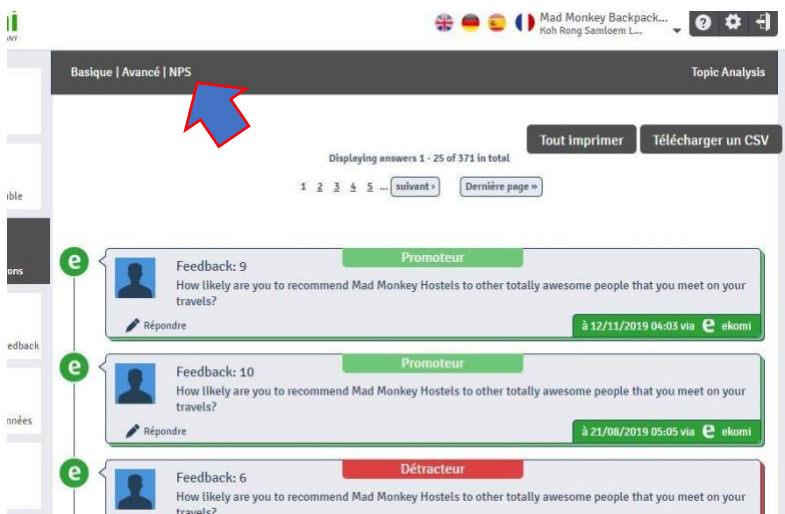 Mad Monkey Backpack...
Koh Rong Samloem L...
Basique | Avancé | NPS
Topic Analysis
Tout imprimer
Télécharger un CSV
Displaying answers 1 - 25 of 371 in total
1 2 3 4 5 ... suivant ›
Dernière page »
ble
ons
edback
nnées
Promoteur
e
Feedback: 9
How likely are you to recommend Mad Monkey Hostels to other totally awesome people that you meet on your
travels?
Répondre
à 12/11/2019 04:03 via e ekomi
Promoteur
e
Feedback: 10
How likely are you to recommend Mad Monkey Hostels to other totally awesome people that you meet on your
travels?
Répondre
à 21/08/2019 05:05 via e ekomi
Détracteur
e
Feedback: 6
How likely are you to recommend Mad Monkey Hostels to other totally awesome people that you meet on your
travels?